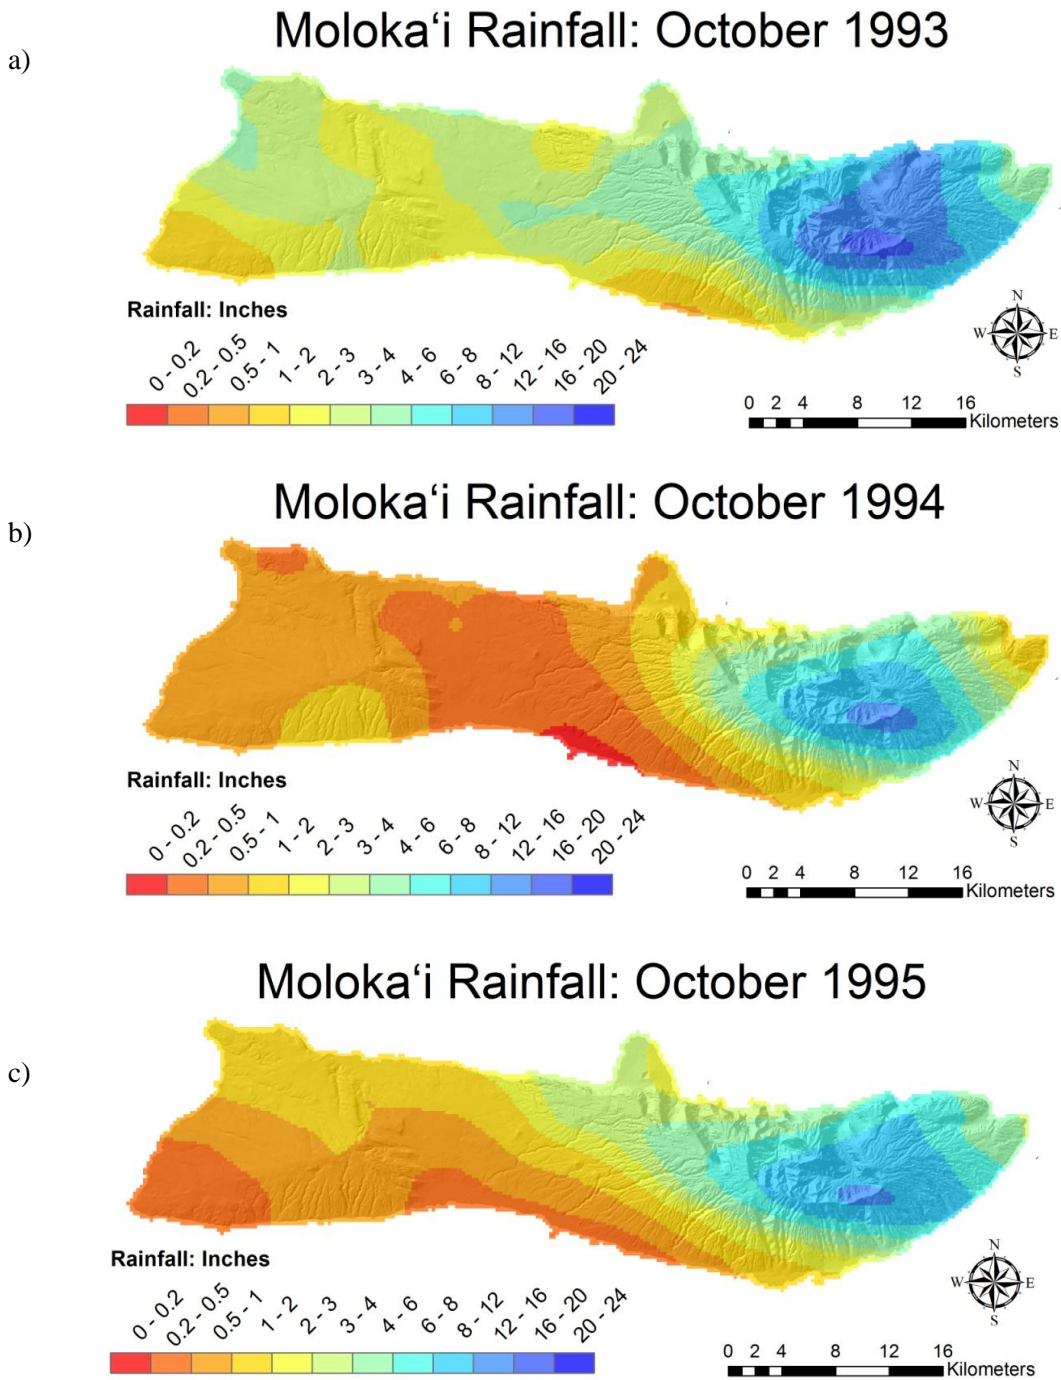 a)
Moloka‘i Rainfall: October 1993
Rainfall: Inches
0 - 0.2
0.2 - 0.5
0.5 - 1
1 - 2
2 - 3
3 - 4
4 - 6
6 - 8
8 - 12
12 - 16
16 - 20
20 - 24
N
W E
S
0 4 8 12 16
Kilometers
b)
Moloka‘i Rainfall: October 1994
Rainfall: Inches
0 - 0.2
0.2 - 0.5
0.5 - 1
1 - 2
2 - 3
3 - 4
4 - 6
6 - 8
8 - 12
12 - 16
16 - 20
20 - 24
N
W E
S
0 2 4 8 12 16
Kilometers
c)
Moloka‘i Rainfall: October 1995
Rainfall: Inches
0 - 0.2
0.2 - 0.5
0.5 - 1
1 - 2
2 - 3
3 - 4
4 - 6
6 - 8
8 - 12
12 - 16
16 - 20
20 - 24
N
W E
S
0 2 4 8 12 16
Kilometers